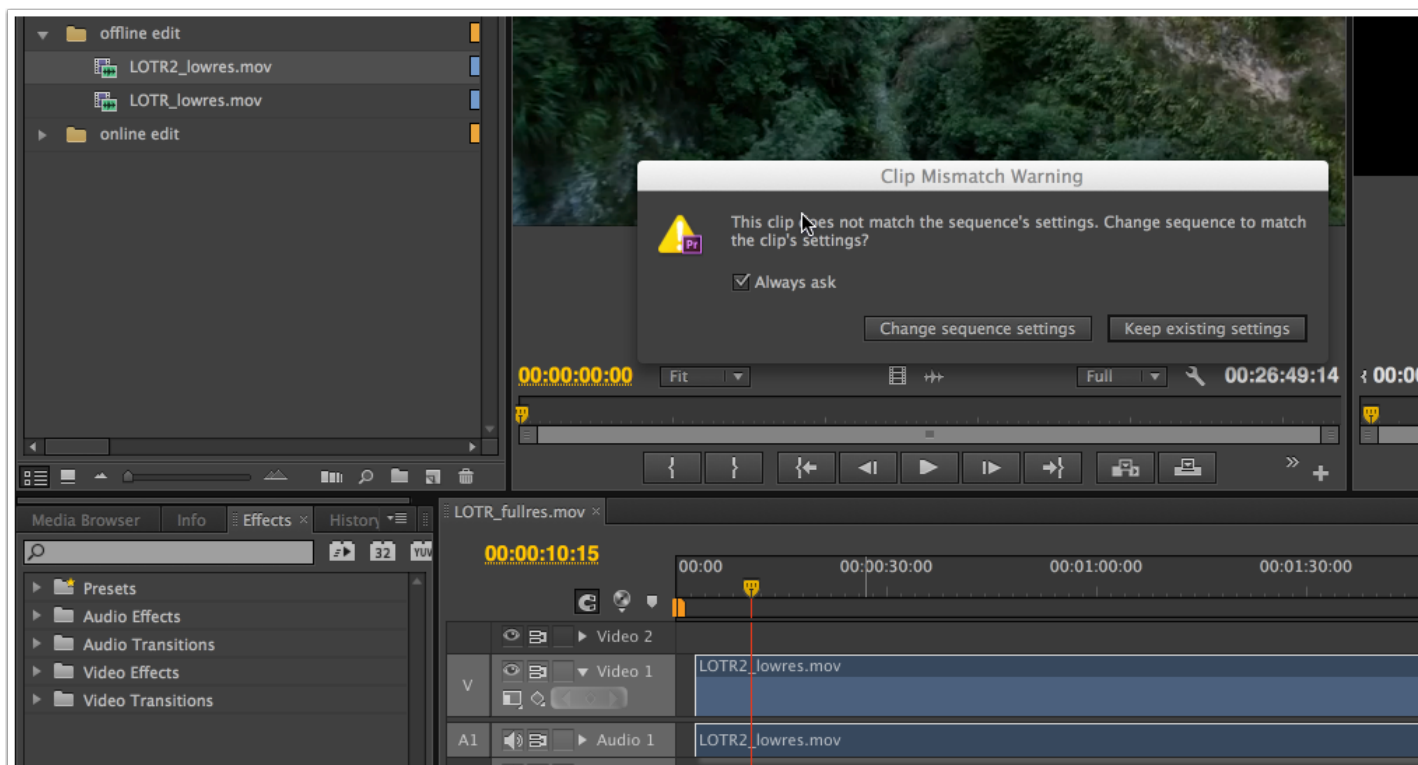 offline edit
LOTR2_lowres.mov
LOTR_lowres.mov
online edit
Clip Mismatch Warning
This clip does not match the sequence's settings. Change sequence to match
the clip's settings?
Always ask
Change sequence settings
Keep existing settings
Pr
00:00:00:00
Fit
Full
00:26:49:14
Media Browser
Info
Effects
History
32
YUV
Presets
Audio Effects
Audio Transitions
Video Effects
Video Transitions
LOTR_fullres.mov
00:00:10:15
00:00
00:00:30:00
00:01:00:00
00:01:30:00
Video 2
V
Video 1
LOTR2_lowres.mov
A1
Audio 1
LOTR2_lowres.mov